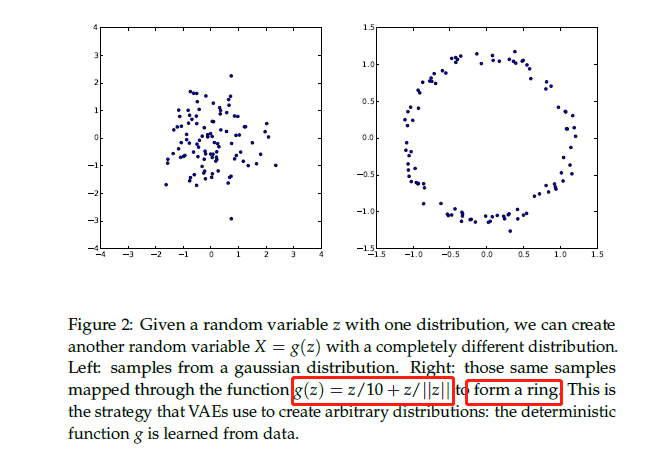 4
3
2
1
0
−1
−2
−3
−4
−4 −3 −2 −1 0 1 2 3 4
1.5
1.0
0.5
0.0
−0.5
−1.0
−1.5
−1.5 −1.0 −0.5 0.0 0.5 1.0 1.5
Figure 2: Given a random variable z with one distribution, we can create
another random variable X = g(z) with a completely different distribution.
Left: samples from a gaussian distribution. Right: those same samples
mapped through the function g(z) = z/10 + z/||z|| to form a ring. This is
the strategy that VAEs use to create arbitrary distributions: the deterministic
function g is learned from data.